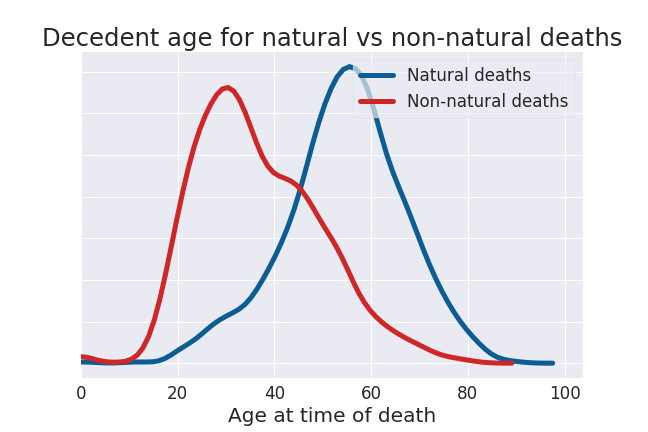 Decedent age for natural vs non-natural deaths
Natural deaths
Non-natural deaths
0 20 40 60 80 100
Age at time of death